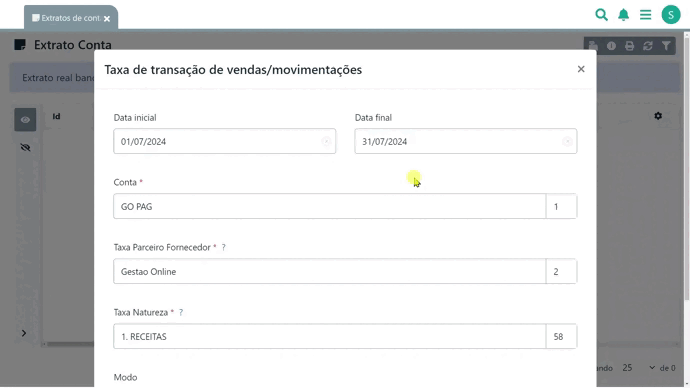 Extratos de cont
S
Extrato Conta
Extrato real banc
Id
Taxa de transação de vendas/movimentações
Data inicial
Data final
01/07/2024
31/07/2024
Conta *
GO PAG
1
Taxa Parceiro Fornecedor * ?
Gestao Online
2
Taxa Natureza * ?
1. RECEITAS
58
Modo
ando 25 de 0